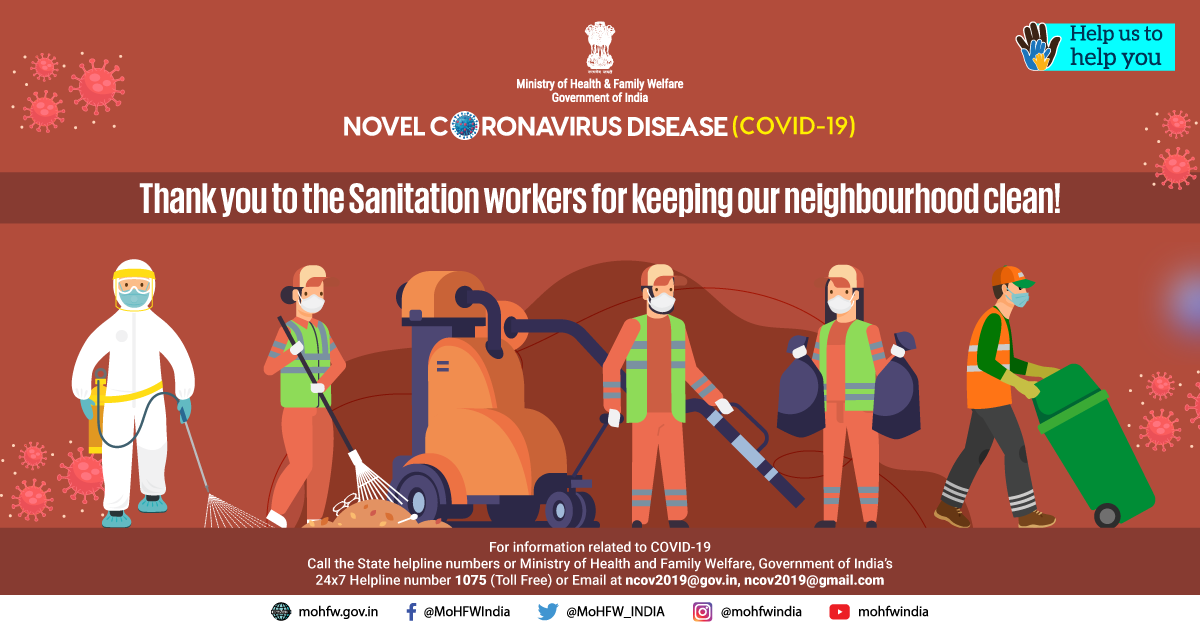 Help us to
help you
सत्यमेव जयते
Ministry of Health & Family Welfare
Government of India
NOVEL CORONAVIRUS DISEASE (COVID-19)
Thank you to the Sanitation workers for keeping our neighbourhood clean!
For information related to COVID-19
Call the State helpline numbers or Ministry of Health and Family Welfare, Government of India's
24x7 Helpline number 1075 (Toll Free) or Email at ncov2019@gov.in, ncov2019@gmail.com
mohfw.gov.in @MoHFWIndia @MoHFW_INDIA @mohfwindia mohfwindia